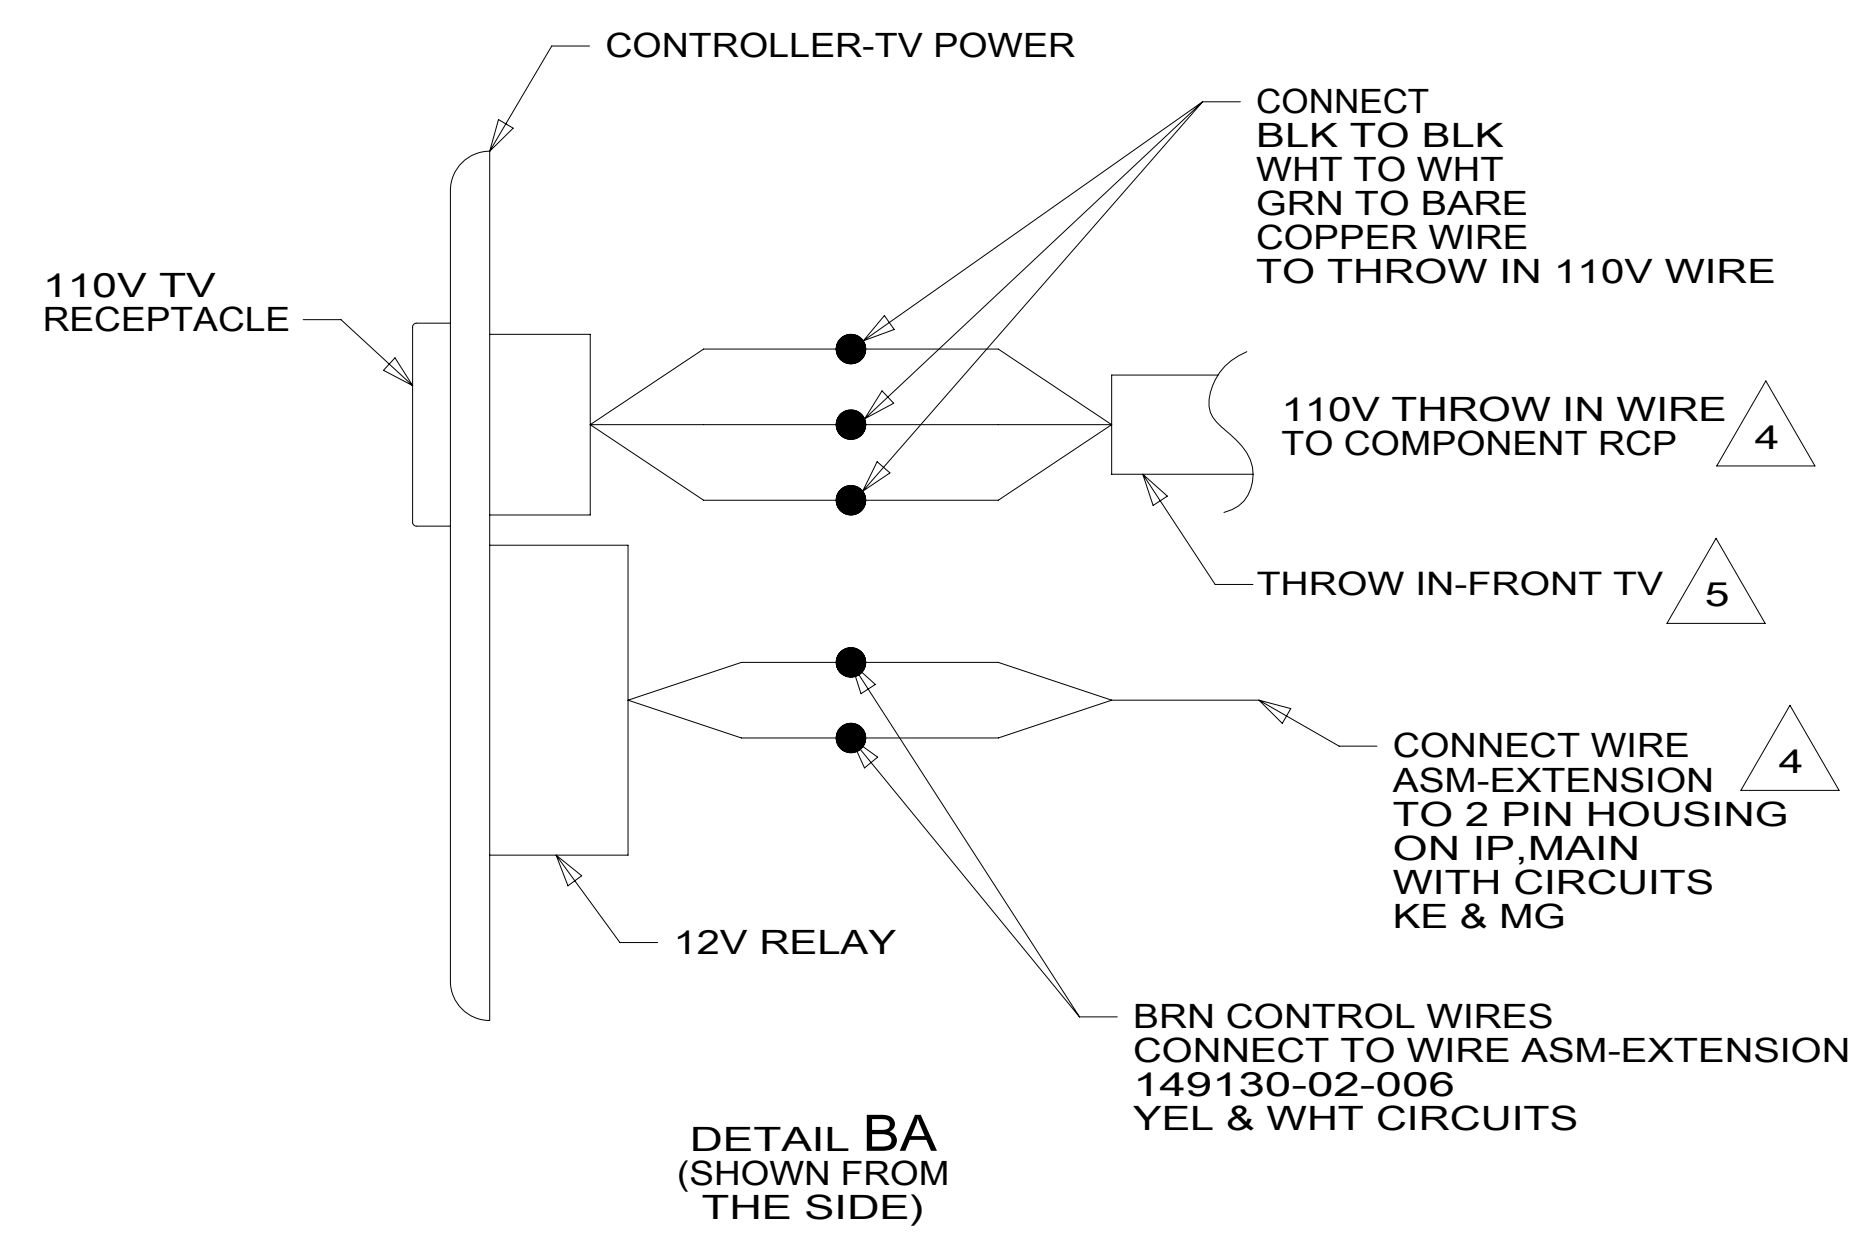 CONTROLLER-TV POWER
CONNECT
BLK TO BLK
WHT TO WHT
GRN TO BARE
COPPER WIRE
TO THROW IN 110V WIRE
110V TV
RECEPTACLE
110V THROW IN WIRE
TO COMPONENT RCP
4
THROW IN-FRONT TV
5
CONNECT WIRE
ASM-EXTENSION
TO 2 PIN HOUSING
ON IP,MAIN
WITH CIRCUITS
KE & MG
4
12V RELAY
BRN CONTROL WIRES
CONNECT TO WIRE ASM-EXTENSION
149130-02-006
YEL & WHT CIRCUITS
DETAIL BA
(SHOWN FROM
THE SIDE)